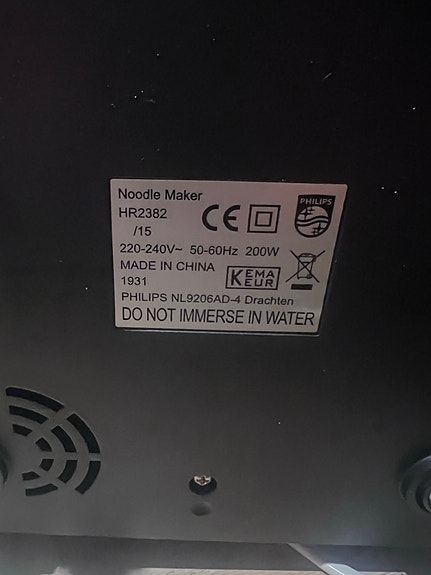 Noodle Maker
HR2382
/15
CE
PHILIPS
220-240V~ 50-60Hz 200W
MADE IN CHINA
1931
KEMA
KEUR
PHILIPS NL9206AD-4 Drachten
DO NOT IMMERSE IN WATER